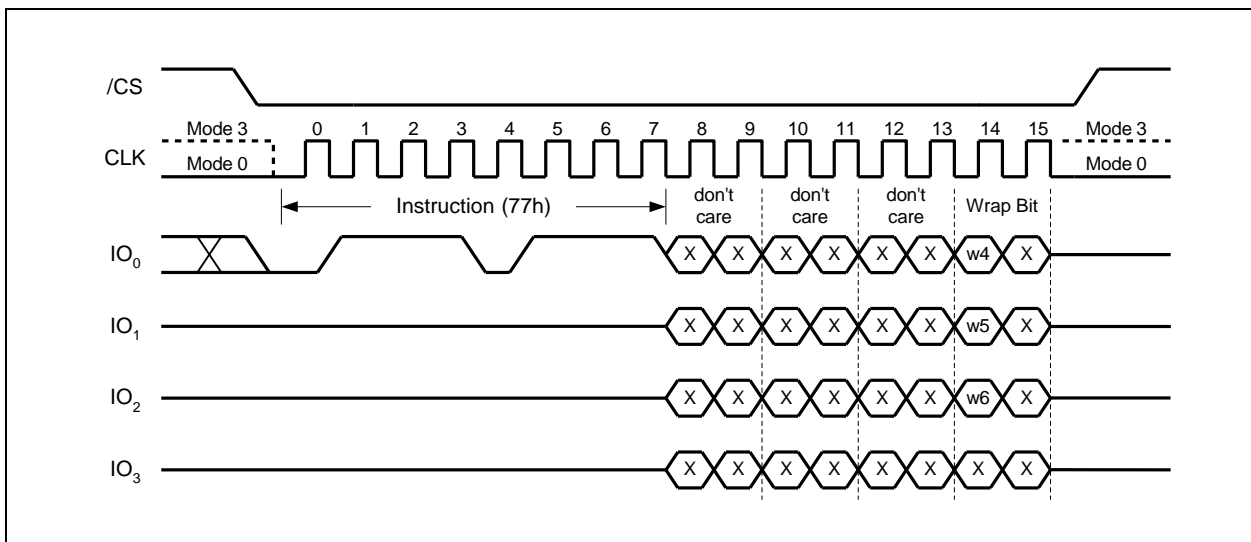 /CS
Mode 3 0 1 2 3 4 5 6 7 8 9 10 11 12 13 14 15 Mode 3
CLK
Mode 0 Mode 0
Instruction (77h) don't care don't care don't care Wrap Bit
IO0 X X X X X X w4 X
IO1 X X X X X X w5 X
IO2 X X X X X X w6 X
IO3 X X X X X X X X